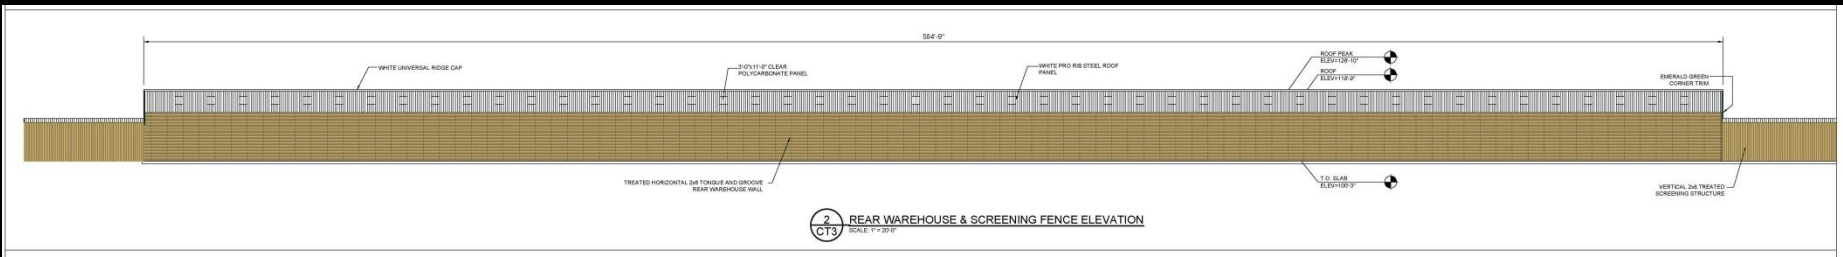 584'-9"
WHITE UNIVERSAL RIDGE CAP
3'-0"x11'-0" CLEAR
POLYCARBONATE PANEL
WHITE PRO RIB STEEL ROOF
PANEL
ROOF PEAK
ELEV=126'-10"
ROOF
ELEV=118'-9"
EMERALD GREEN
CORNER TRIM
TREATED HORIZONTAL 2x8 TONGUE AND GROOVE
REAR WAREHOUSE WALL
T.O. SLAB
ELEV=100'-3"
VERTICAL 2x6 TREATED
SCREENING STRUCTURE
2
CT3
REAR WAREHOUSE & SCREENING FENCE ELEVATION
SCALE: 1" = 20'-0"